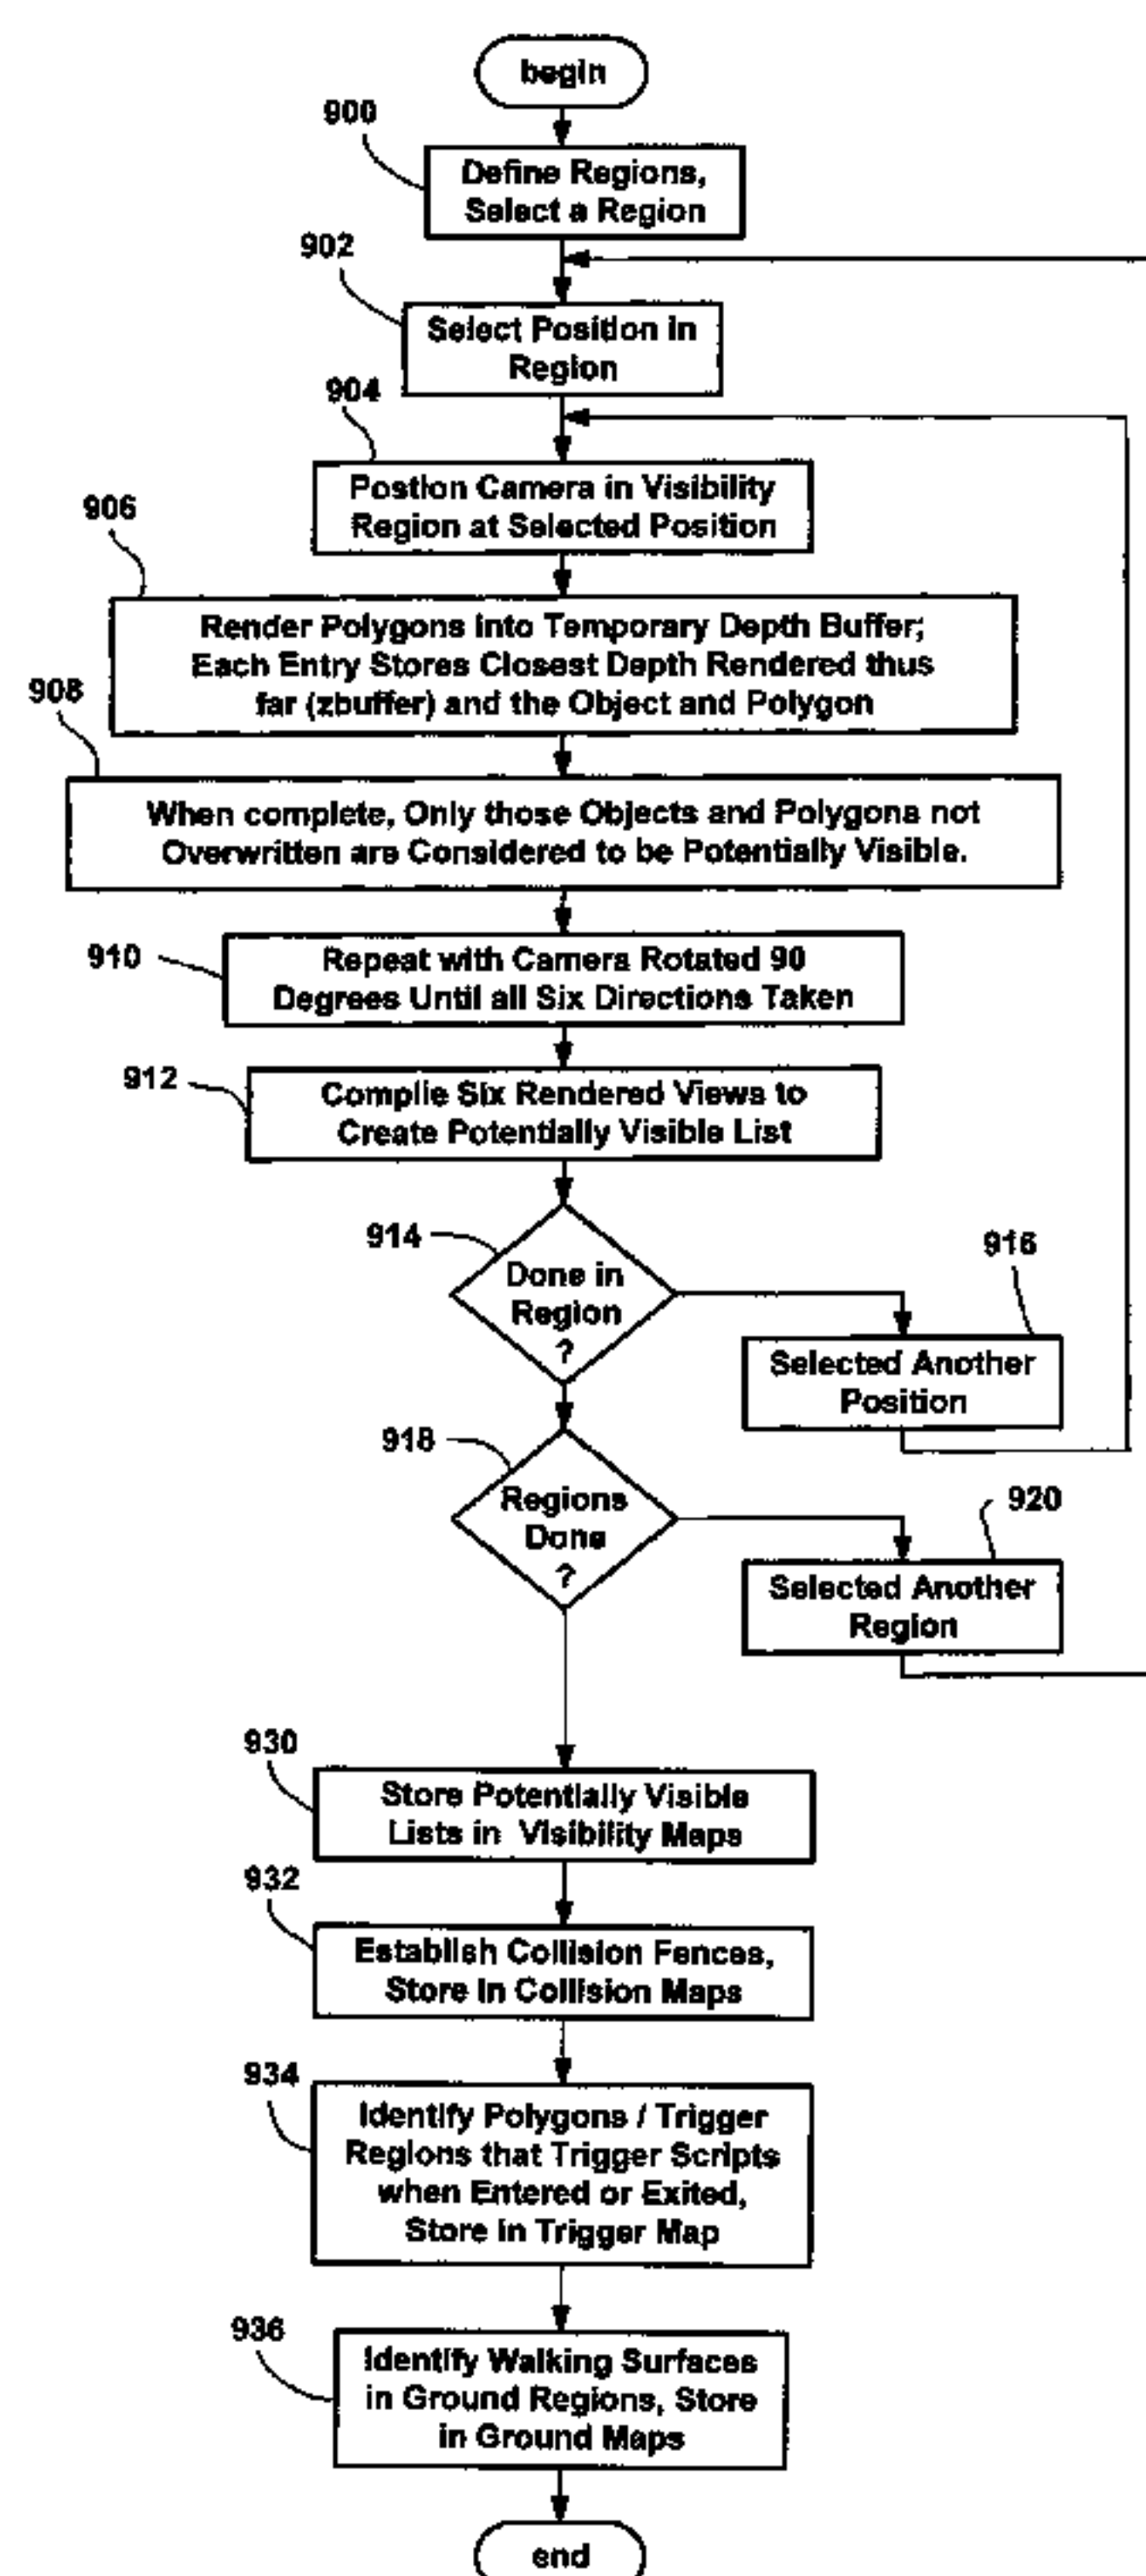 begin
900
Define Regions,
Select a Region
902
Select Position in
Region
904
Postion Camera in Visibility
Region at Selected Position
906
Render Polygons into Temporary Depth Buffer;
Each Entry Stores Closest Depth Rendered thus
far (zbuffer) and the Object and Polygon
908
When complete, Only those Objects and Polygons not
Overwritten are Considered to be Potentially Visible.
910
Repeat with Camera Rotated 90
Degrees Until all Six Directions Taken
912
Compile Six Rendered Views to
Create Potentially Visible List
914
Done in
Region
?
916
Selected Another
Position
918
Regions
Done
?
920
Selected Another
Region
930
Store Potentially Visible
Lists in Visibility Maps
932
Establish Collision Fences,
Store in Collision Maps
934
Identify Polygons / Trigger
Regions that Trigger Scripts
when Entered or Exited,
Store in Trigger Map
936
Identify Walking Surfaces
in Ground Regions, Store
in Ground Maps
end